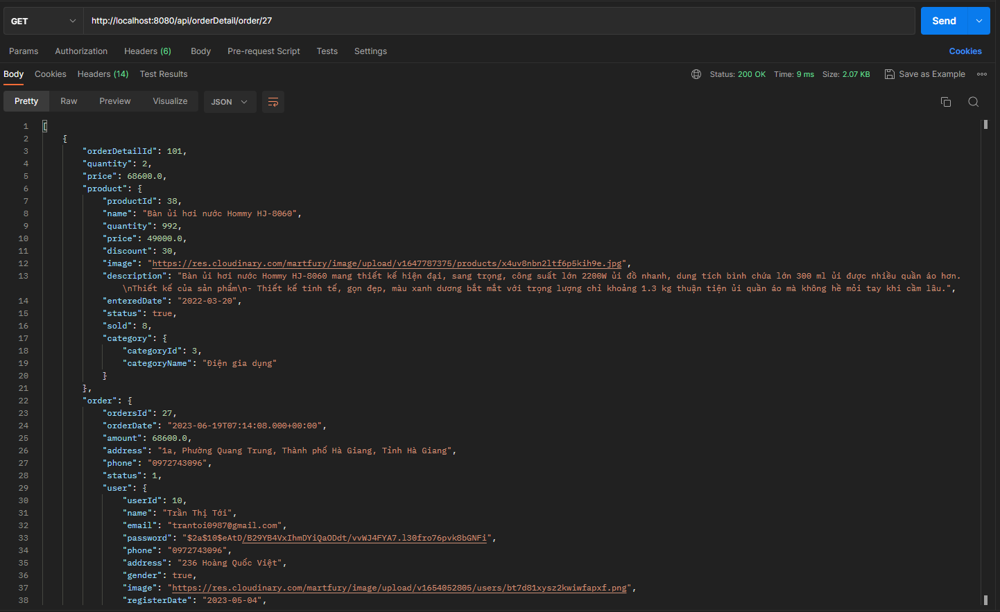 GET http://localhost:8080/api/orderDetail/order/27 Send
Params Authorization Headers (6) Body Pre-request Script Tests Settings Cookies
Body Cookies Headers (14) Test Results Status: 200 OK Time: 9 ms Size: 2.07 KB Save as Example
Pretty Raw Preview Visualize JSON
1 [
2 {
3 "orderDetailId": 101,
4 "quantity": 2,
5 "price": 68600.0,
6 "product": {
7 "productId": 38,
8 "name": "Bàn ủi hơi nước Hommy HJ-8060",
9 "quantity": 992,
10 "price": 49000.0,
11 "discount": 30,
12 "image": "https://res.cloudinary.com/martfury/image/upload/v1647787375/products/x4uv8nbn2ltf6p5kih9e.jpg",
13 "description": "Bàn ủi hơi nước Hommy HJ-8060 mang thiết kế hiện đại, sang trọng, công suất lớn 2200W ủi đồ nhanh, dung tích bình chứa lớn 300 ml ủi được nhiều quần áo hơn.
\nThiết kế của sản phẩm\n- Thiết kế tinh tế, gọn đẹp, màu xanh dương bắt mắt với trọng lượng chỉ khoảng 1.3 kg thuận tiện ủi quần áo mà không hề mỏi tay khi cầm lâu.",
14 "enteredDate": "2022-03-20",
15 "status": true,
16 "sold": 8,
17 "category": {
18 "categoryId": 3,
19 "categoryName": "Điện gia dụng"
20 }
21 },
22 "order": {
23 "ordersId": 27,
24 "orderDate": "2023-06-19T07:14:08.000+00:00",
25 "amount": 68600.0,
26 "address": "1a, Phường Quang Trung, Thành phố Hà Giang, Tỉnh Hà Giang",
27 "phone": "0972743096",
28 "status": 1,
29 "user": {
30 "userId": 10,
31 "name": "Trần Thị Tới",
32 "email": "trantoi0987@gmail.com",
33 "password": "$2a$10$eAtD/B29YB4VxIhmDYiQaODdt/vvWJ4FYA7.l30fro76pvk8bGNFi",
34 "phone": "0972743096",
35 "address": "236 Hoàng Quốc Việt",
36 "gender": true,
37 "image": "https://res.cloudinary.com/martfury/image/upload/v1654052805/users/bt7d81xysz2kwiwfapxf.png",
38 "registerDate": "2023-05-04",